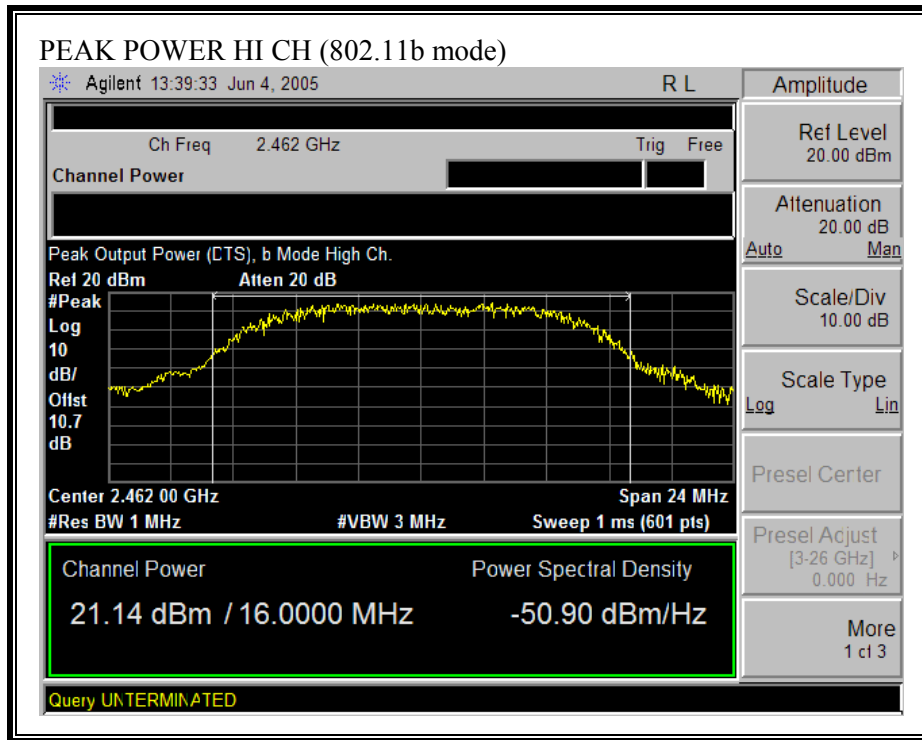 PEAK POWER HI CH (802.11b mode)
Agilent 13:39:33 Jun 4, 2005 R L
Amplitude
Ch Freq 2.462 GHz Trig Free
Channel Power
Ref Level
20.00 dBm
Attenuation
20.00 dB
Auto Man
Peak Output Power (DTS), b Mode High Ch.
Ref 20 dBm Atten 20 dB
#Peak
Log
10
dB/
Offst
10.7
dB
Scale/Div
10.00 dB
Scale Type
Log Lin
Presel Center
Center 2.462 00 GHz Span 24 MHz
#Res BW 1 MHz #VBW 3 MHz Sweep 1 ms (601 pts)
Presel Adjust
[3-26 GHz]
0.000 Hz
Channel Power Power Spectral Density
21.14 dBm / 16.0000 MHz -50.90 dBm/Hz
More
1 of 3
Query UNTERMINATED